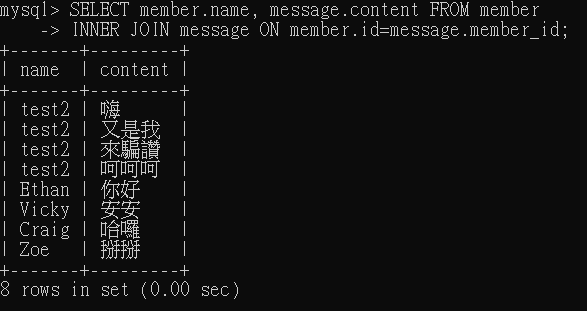 mysql> SELECT member.name, message.content FROM member
    -> INNER JOIN message ON member.id=message.member_id;
+-------+---------+
| name  | content |
+-------+---------+
| test2 | 嗨      |
| test2 | 又是我  |
| test2 | 來騙讚  |
| test2 | 呵呵呵  |
| Ethan | 你好    |
| Vicky | 安安    |
| Craig | 哈囉    |
| Zoe   | 掰掰    |
+-------+---------+
8 rows in set (0.00 sec)